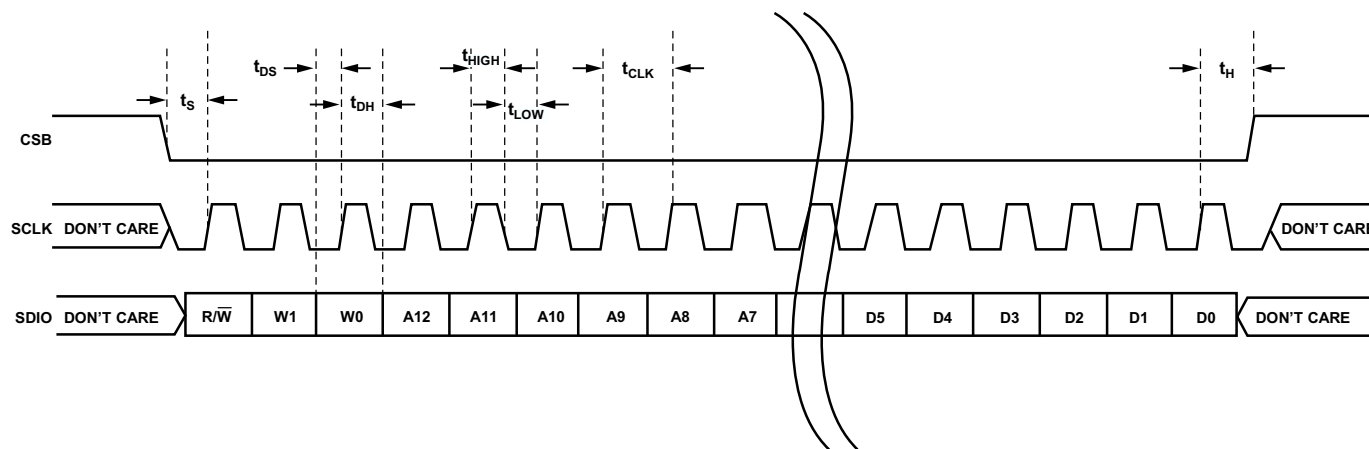 tHIGH
tDS
tCLK
tH
tS
tDH
tLOW
CSB
SCLK DON'T CARE
DON'T CARE
SDIO DON'T CARE
R/W̅
W1
W0
A12
A11
A10
A9
A8
A7
D5
D4
D3
D2
D1
D0
DON'T CARE